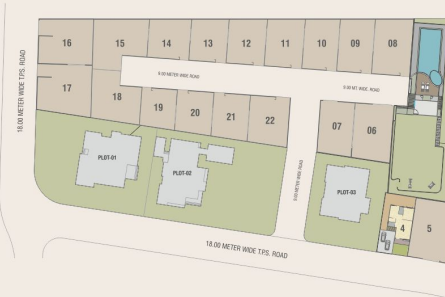 18.00 METER WIDE T.P.S. ROAD
16
15
14
13
12
11
10
09
08
9.00 METER WIDE ROAD
9.00 MT. WIDE. ROAD
17
18
19
20
21
22
07
06
PLOT-01
PLOT-02
PLOT-03
9.00 METER WIDE ROAD
4
5
18.00 METER WIDE T.P.S. ROAD